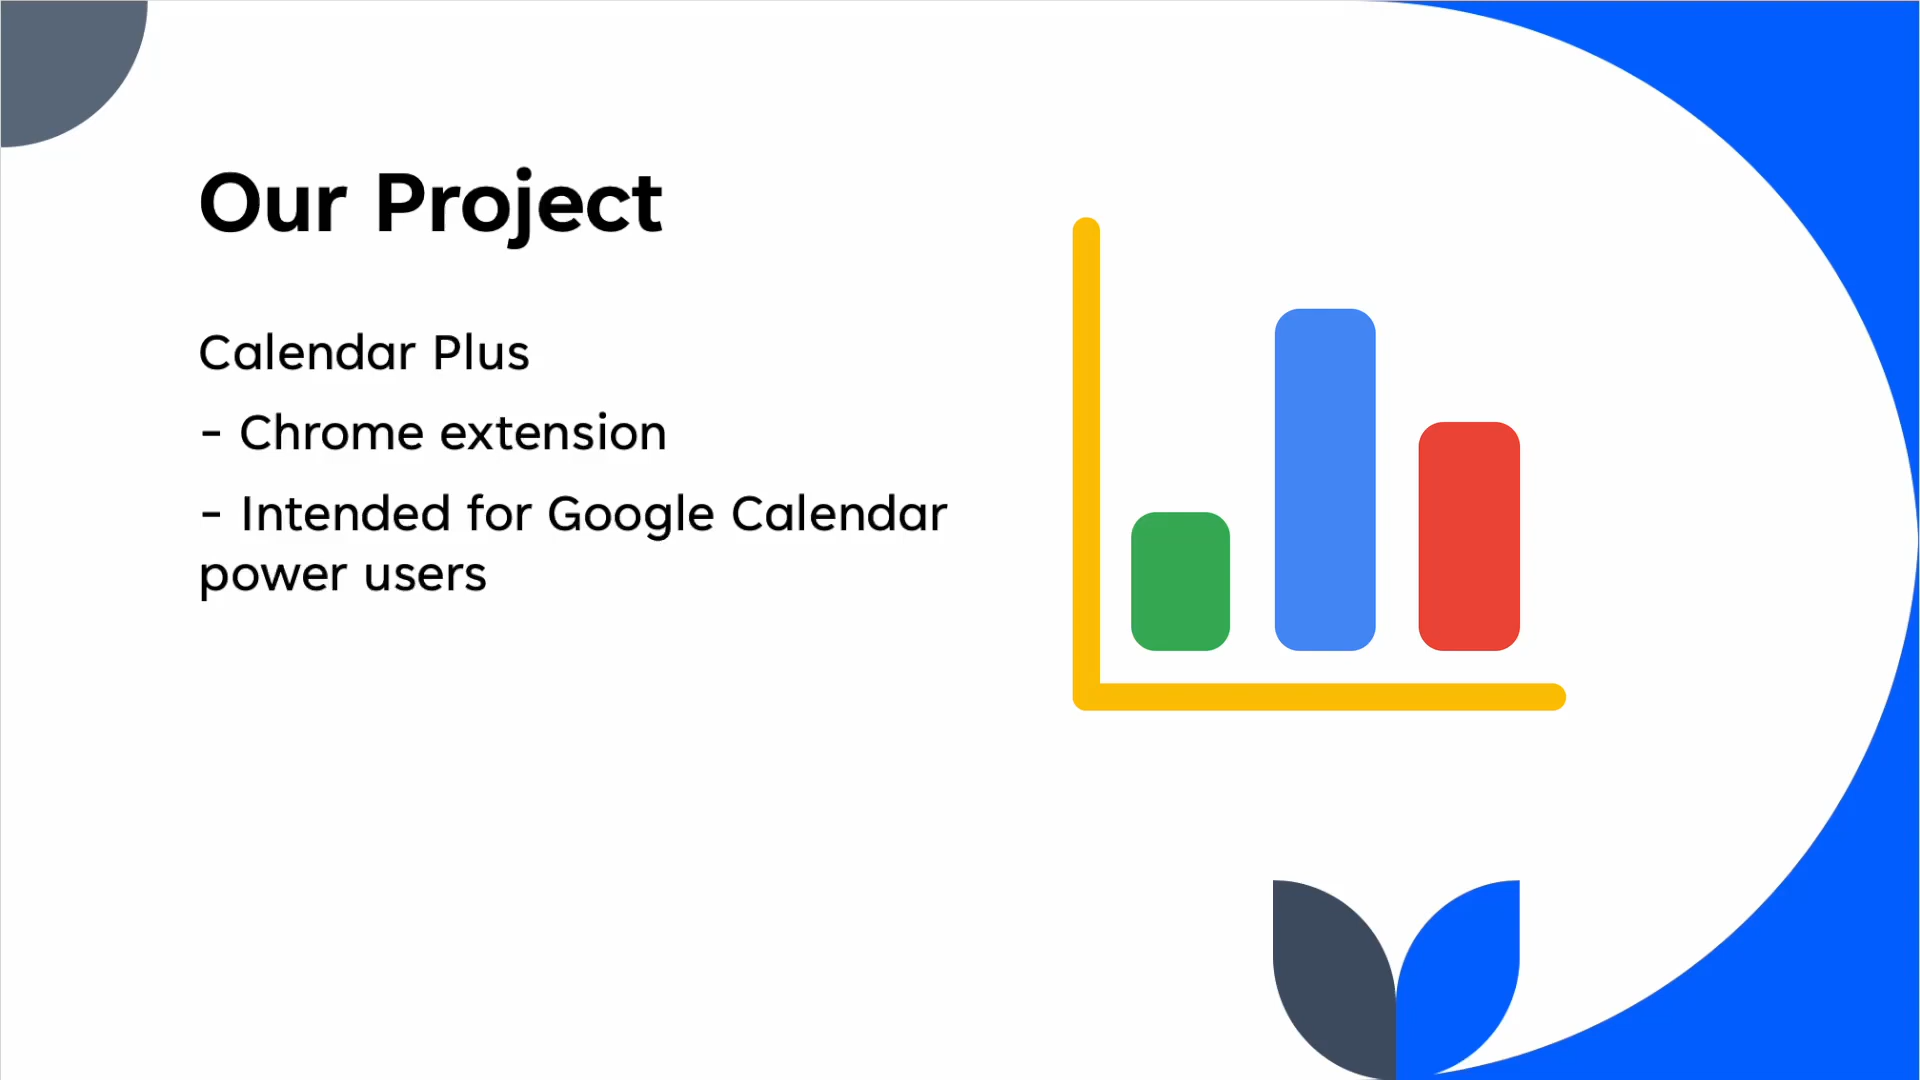 Our Project
Calendar Plus
- Chrome extension
- Intended for Google Calendar
power users